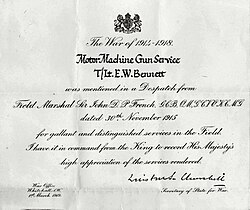 The War of 1914-1918.
Motor Machine Gun Service
T/Lt. E.W. Bennett
was mentioned in a Despatch from
Field Marshal Sir John D.P. French, G.C.B, O.M, G.C.V.O, K.C.M.G
dated 30th November 1915
for gallant and distinguished services in the Field.
I have it in command from the King to record His Majesty's
high appreciation of the services rendered.
Winston S. Churchill
War Office
Whitehall, S.W.
1st March 1919.
Secretary of State for War.